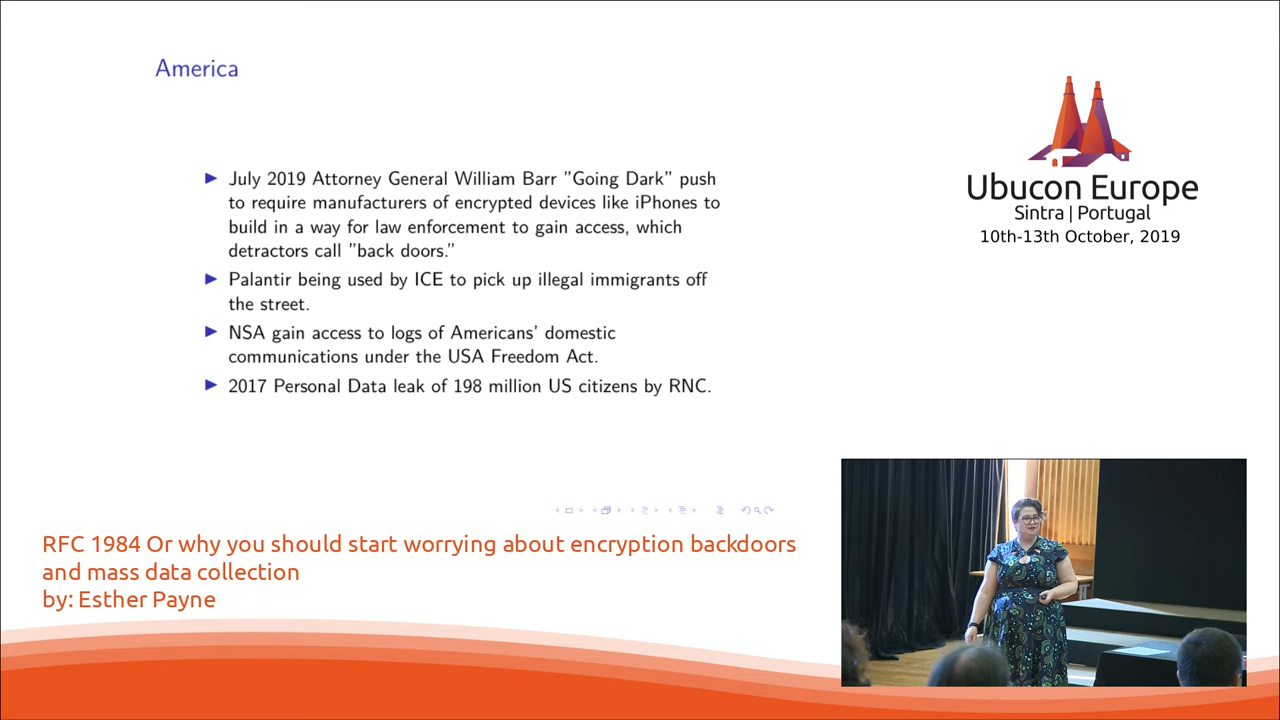 America
▶ July 2019 Attorney General William Barr ”Going Dark” push
to require manufacturers of encrypted devices like iPhones to
build in a way for law enforcement to gain access, which
detractors call ”back doors.”
▶ Palantir being used by ICE to pick up illegal immigrants off
the street.
▶ NSA gain access to logs of Americans’ domestic
communications under the USA Freedom Act.
▶ 2017 Personal Data leak of 198 million US citizens by RNC.
Ubucon Europe
Sintra | Portugal
10th-13th October, 2019
RFC 1984 Or why you should start worrying about encryption backdoors
and mass data collection
by: Esther Payne